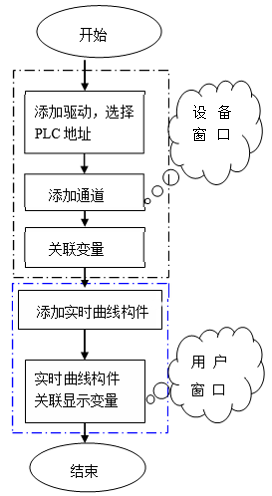 开始
添加驱动，选择
PLC 地址
设 备
窗 口
添加通道
关联变量
添加实时曲线构件
实时曲线构件
关联显示变量
用 户
窗 口
结束